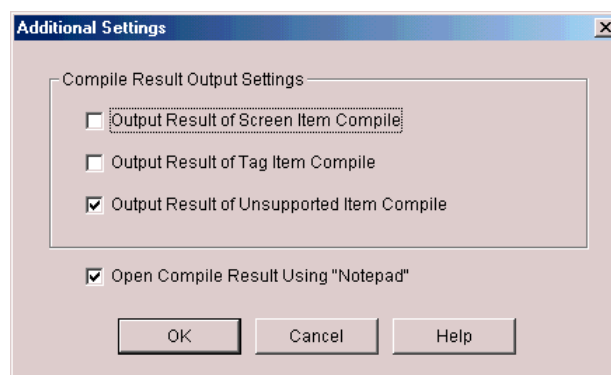 Additional Settings
Compile Result Output Settings
Output Result of Screen Item Compile
Output Result of Tag Item Compile
Output Result of Unsupported Item Compile
Open Compile Result Using "Notepad"
OK Cancel Help